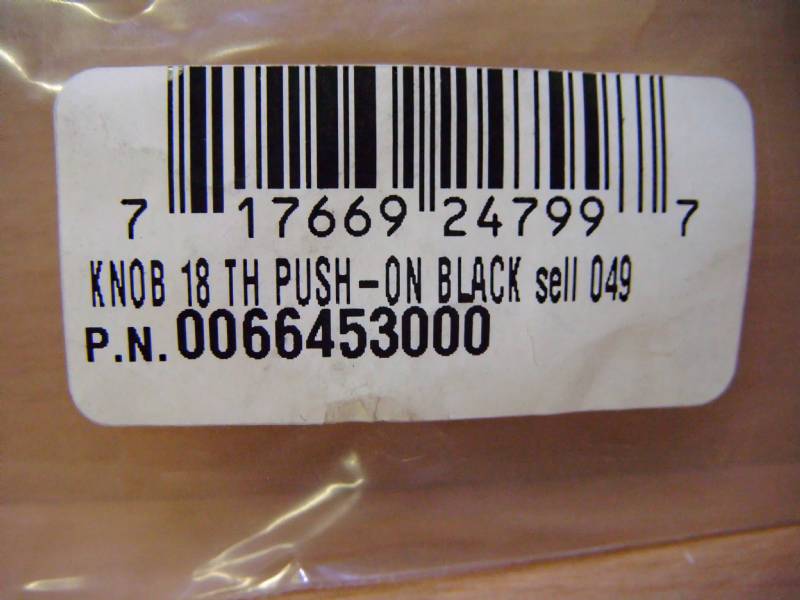 7 17669 24799 7
KNOB 18 TH PUSH-ON BLACK sell 049
P.N. 0066453000